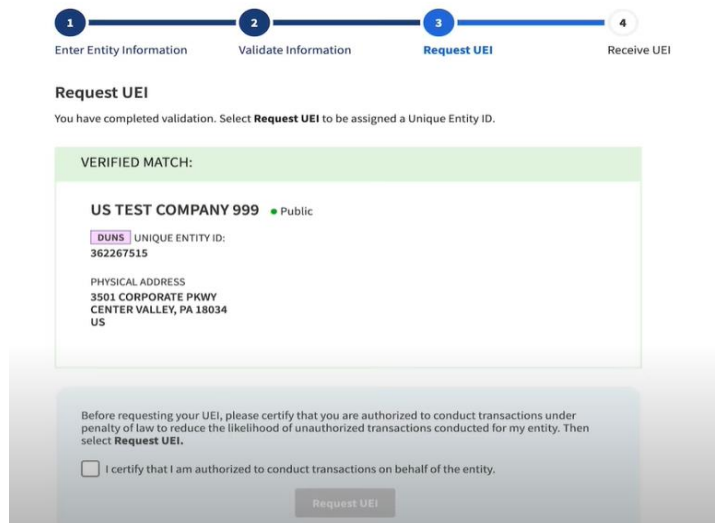 1 2 3 4
Enter Entity Information Validate Information Request UEI Receive UEI
Request UEI
You have completed validation. Select Request UEI to be assigned a Unique Entity ID.
VERIFIED MATCH:
US TEST COMPANY 999 Public
DUNS UNIQUE ENTITY ID:
362267515
PHYSICAL ADDRESS
3501 CORPORATE PKWY
CENTER VALLEY, PA 18034
US
Before requesting your UEI, please certify that you are authorized to conduct transactions under
penalty of law to reduce the likelihood of unauthorized transactions conducted for my entity. Then
select Request UEI.
I certify that I am authorized to conduct transactions on behalf of the entity.
Request UEI